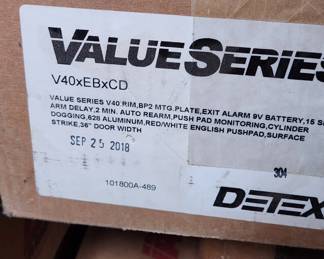 VALUE SERIES
V40xEBxCD
VALUE SERIES V40 RIM,BP2 MTG.PLATE,EXIT ALARM 9V BATTERY,15 S
ARM DELAY,2 MIN. AUTO REARM,PUSH PAD MONITORING,CYLINDER
DOGGING,628 ALUMINUM,RED/WHITE ENGLISH PUSHPAD,SURFACE
STRIKE,36" DOOR WIDTH
SEP 25 2018
304
101800A-489
DETEX